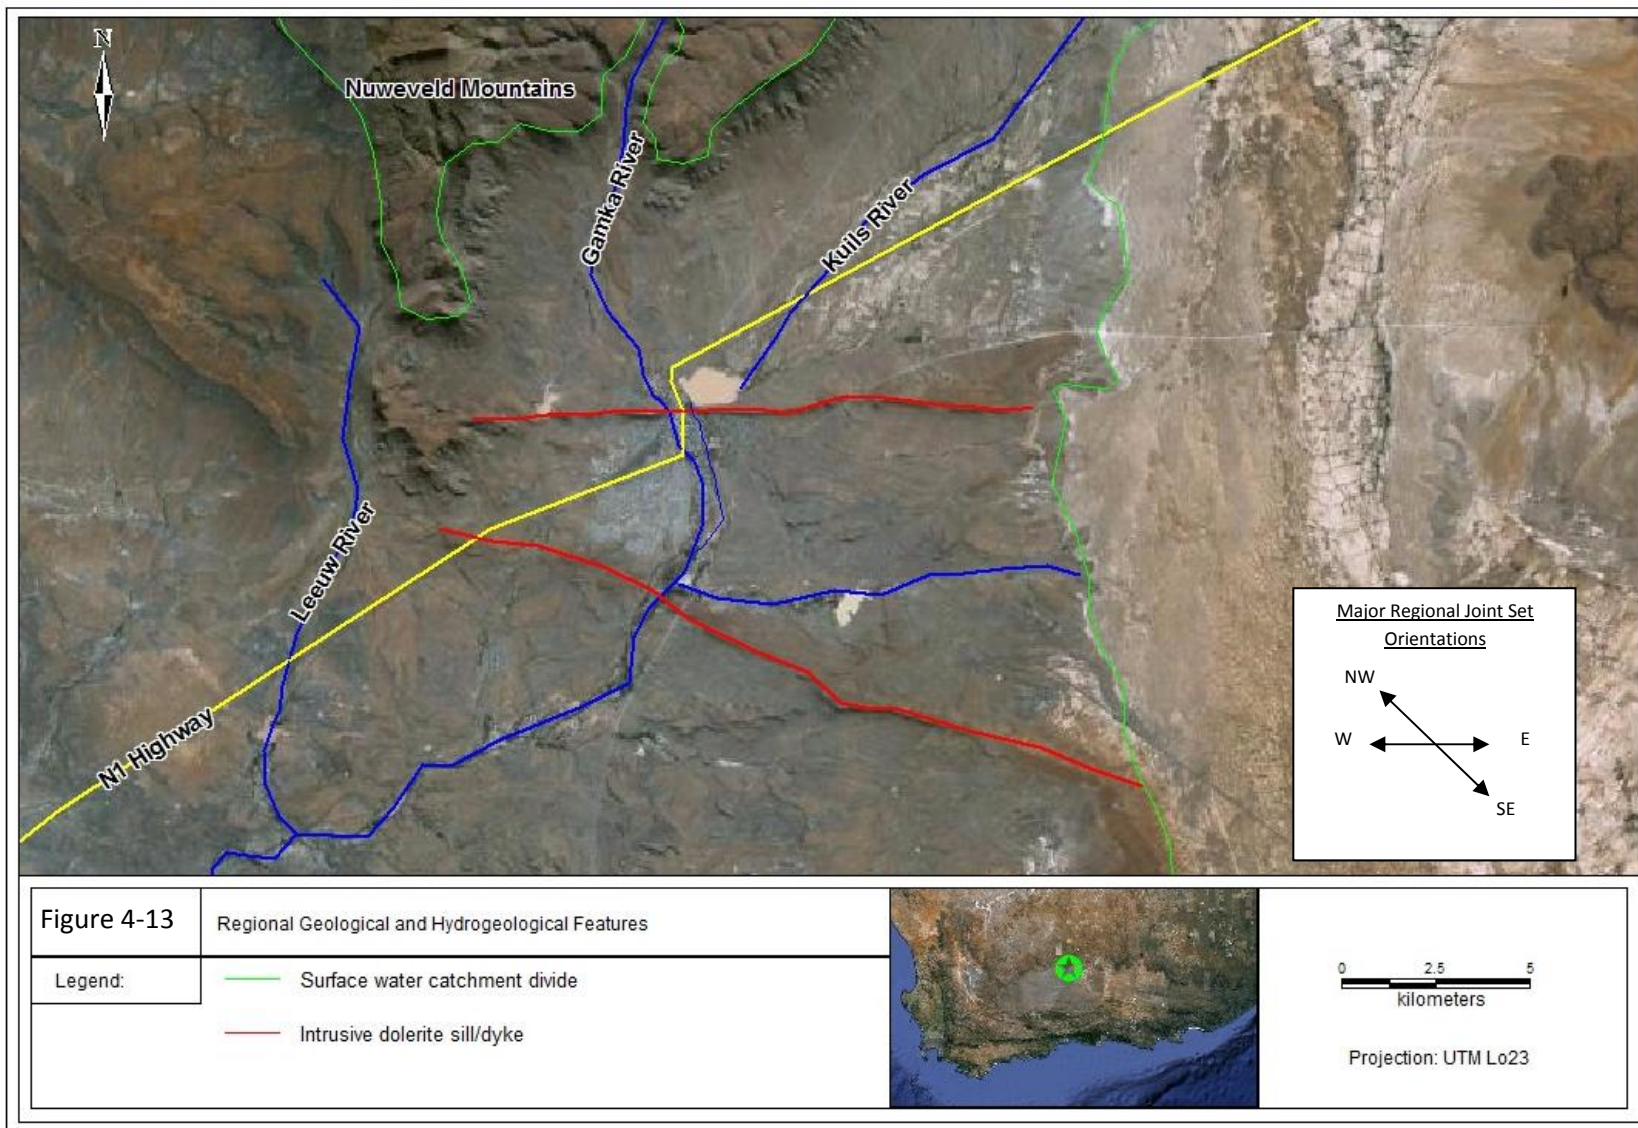 N
Nuweveld Mountains
Gamka River
Kuils River
Leeuw River
N1 Highway
Major Regional Joint Set
Orientations
NW
W
E
SE
Figure 4-13
Regional Geological and Hydrogeological Features
Legend:
Surface water catchment divide
Intrusive dolerite sill/dyke
0 2.5 5
kilometers
Projection: UTM Lo23